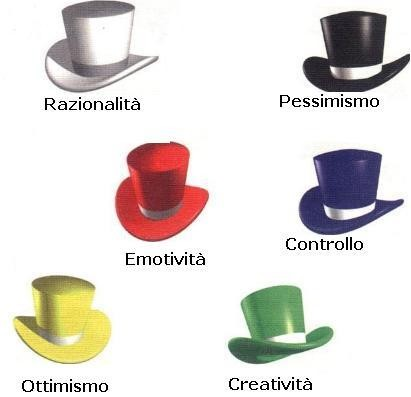 Razionalità
Pessimismo
Emotività
Controllo
Ottimismo
Creatività